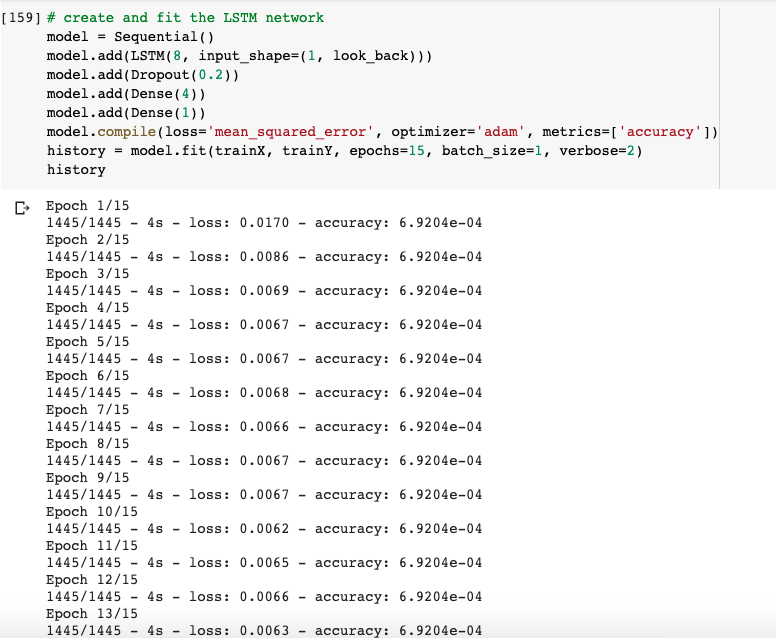 [159] # create and fit the LSTM network
model = Sequential()
model.add(LSTM(8, input_shape=(1, look_back)))
model.add(Dropout(0.2))
model.add(Dense(4))
model.add(Dense(1))
model.compile(loss='mean_squared_error', optimizer='adam', metrics=['accuracy'])
history = model.fit(trainX, trainY, epochs=15, batch_size=1, verbose=2)
history
Epoch 1/15
1445/1445 - 4s - loss: 0.0170 - accuracy: 6.9204e-04
Epoch 2/15
1445/1445 - 4s - loss: 0.0086 - accuracy: 6.9204e-04
Epoch 3/15
1445/1445 - 4s - loss: 0.0069 - accuracy: 6.9204e-04
Epoch 4/15
1445/1445 - 4s - loss: 0.0067 - accuracy: 6.9204e-04
Epoch 5/15
1445/1445 - 4s - loss: 0.0067 - accuracy: 6.9204e-04
Epoch 6/15
1445/1445 - 4s - loss: 0.0068 - accuracy: 6.9204e-04
Epoch 7/15
1445/1445 - 4s - loss: 0.0066 - accuracy: 6.9204e-04
Epoch 8/15
1445/1445 - 4s - loss: 0.0067 - accuracy: 6.9204e-04
Epoch 9/15
1445/1445 - 4s - loss: 0.0067 - accuracy: 6.9204e-04
Epoch 10/15
1445/1445 - 4s - loss: 0.0062 - accuracy: 6.9204e-04
Epoch 11/15
1445/1445 - 4s - loss: 0.0065 - accuracy: 6.9204e-04
Epoch 12/15
1445/1445 - 4s - loss: 0.0066 - accuracy: 6.9204e-04
Epoch 13/15
1445/1445 - 4s - loss: 0.0063 - accuracy: 6.9204e-04